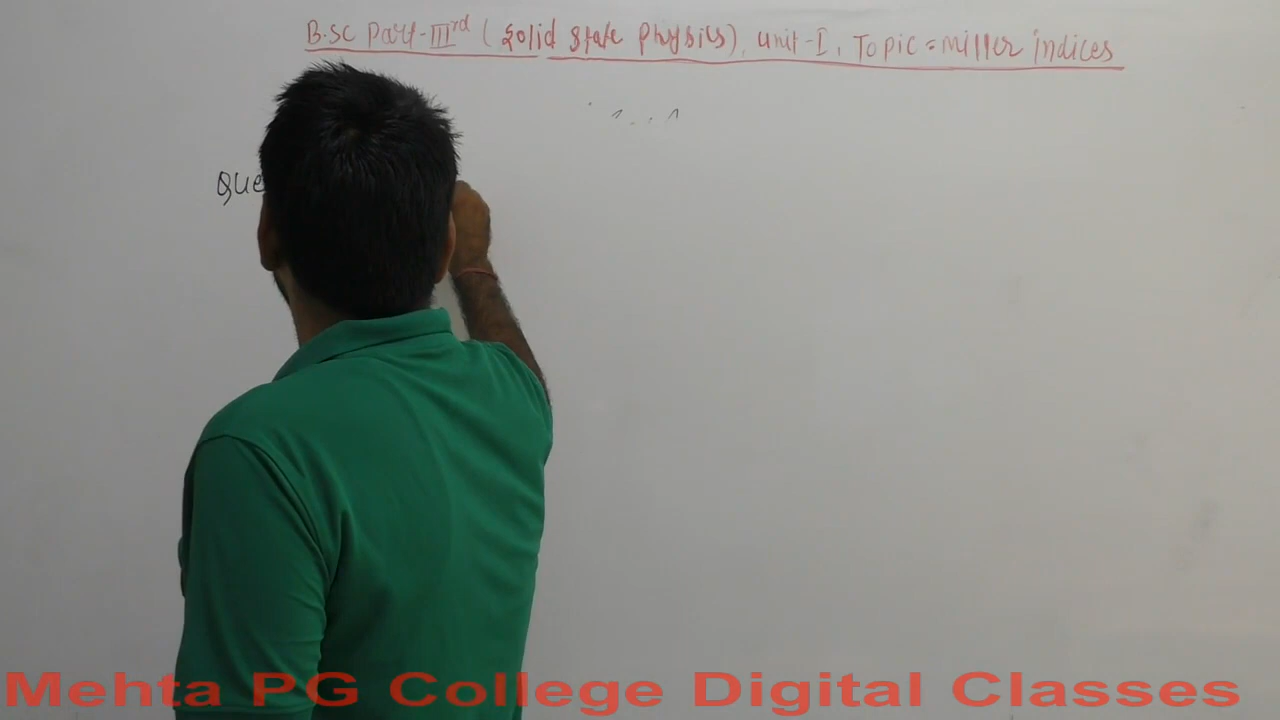 B.SC Part-IIIrd (Solid state Physics), Unit-I, Topic = Miller indices
Que
Mehta PG College Digital Classes